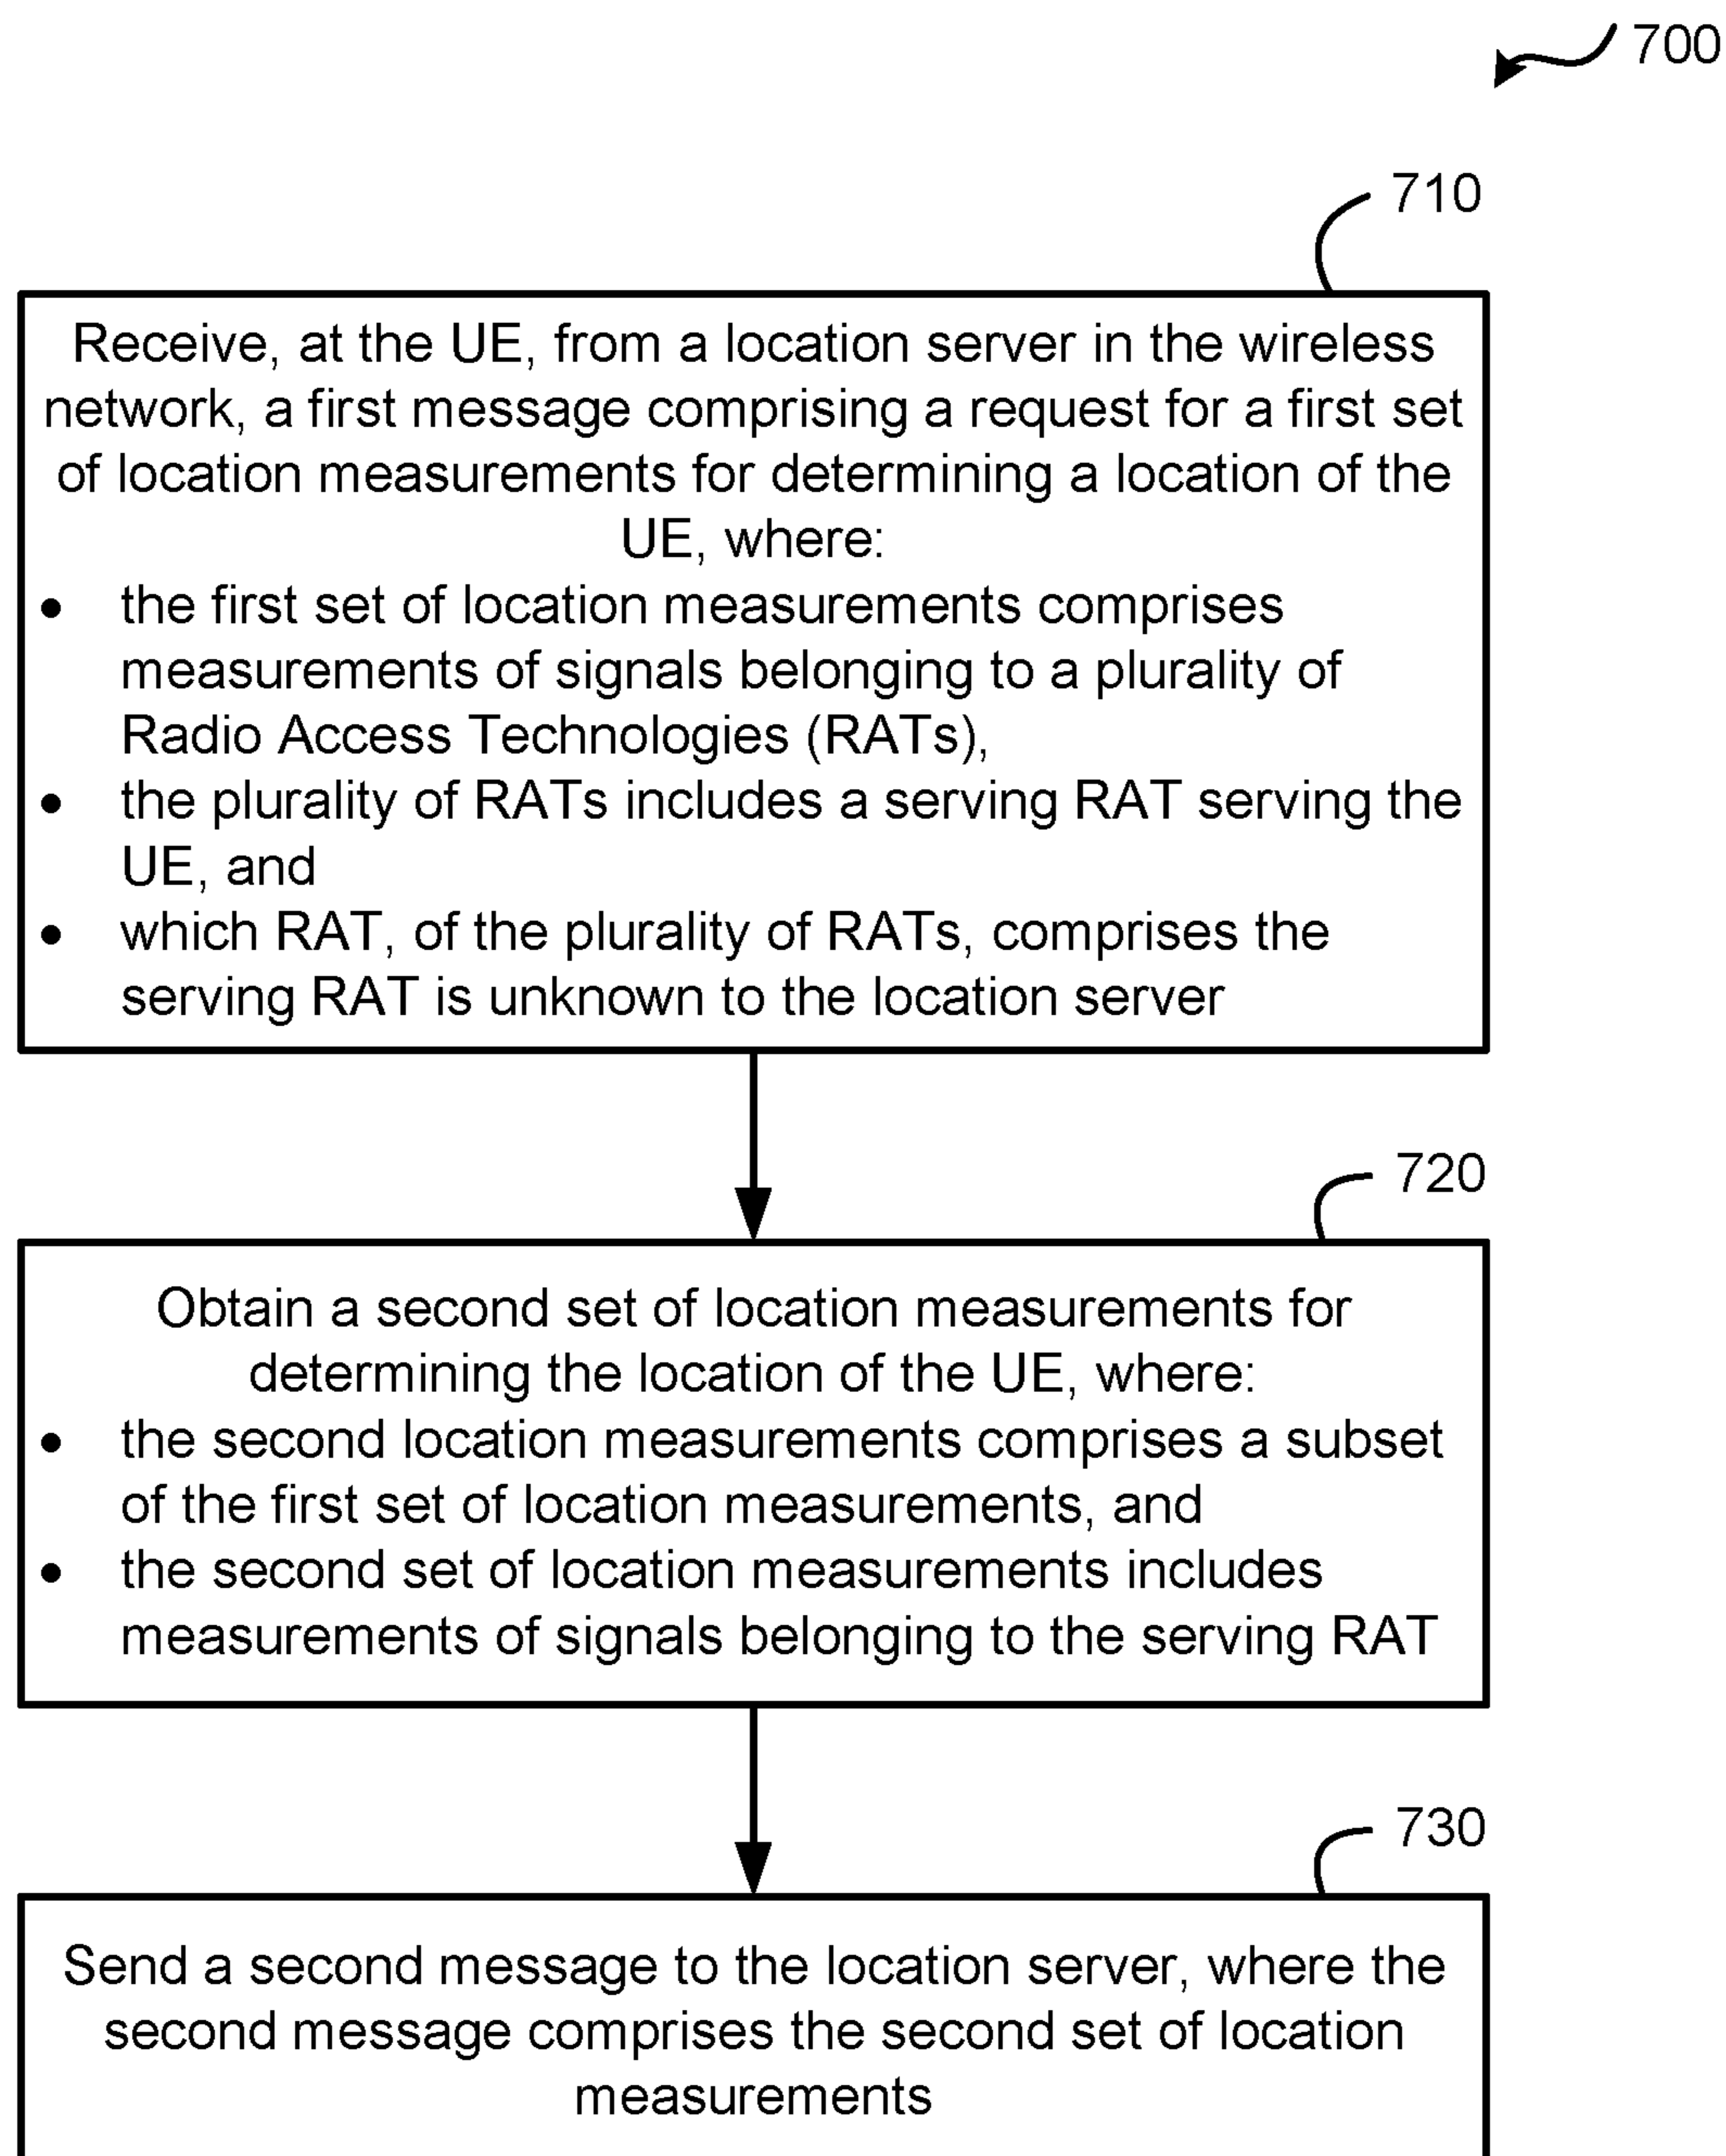 700
710
Receive, at the UE, from a location server in the wireless
network, a first message comprising a request for a first set
of location measurements for determining a location of the
UE, where:
• the first set of location measurements comprises
measurements of signals belonging to a plurality of
Radio Access Technologies (RATs),
• the plurality of RATs includes a serving RAT serving the
UE, and
• which RAT, of the plurality of RATs, comprises the
serving RAT is unknown to the location server
720
Obtain a second set of location measurements for
determining the location of the UE, where:
• the second location measurements comprises a subset
of the first set of location measurements, and
• the second set of location measurements includes
measurements of signals belonging to the serving RAT
730
Send a second message to the location server, where the
second message comprises the second set of location
measurements